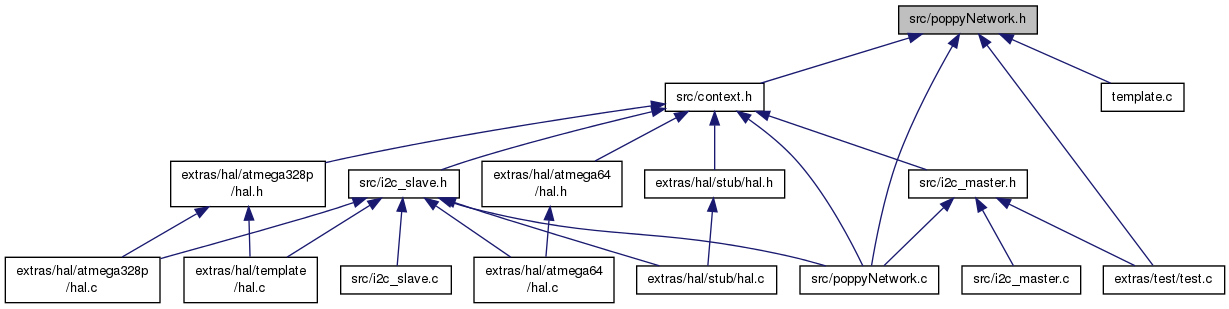 src/poppyNetwork.h
src/context.h
template.c
extras/hal/atmega328p
/hal.h
src/i2c_slave.h
extras/hal/atmega64
/hal.h
extras/hal/stub/hal.h
src/i2c_master.h
extras/hal/atmega328p
/hal.c
extras/hal/template
/hal.c
src/i2c_slave.c
extras/hal/atmega64
/hal.c
extras/hal/stub/hal.c
src/poppyNetwork.c
src/i2c_master.c
extras/test/test.c